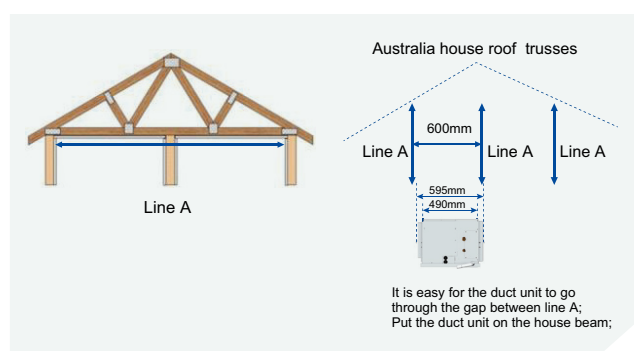 Australia house roof trusses
600mm
Line A
Line A
Line A
595mm
490mm
Line A
It is easy for the duct unit to go
through the gap between line A;
Put the duct unit on the house beam;